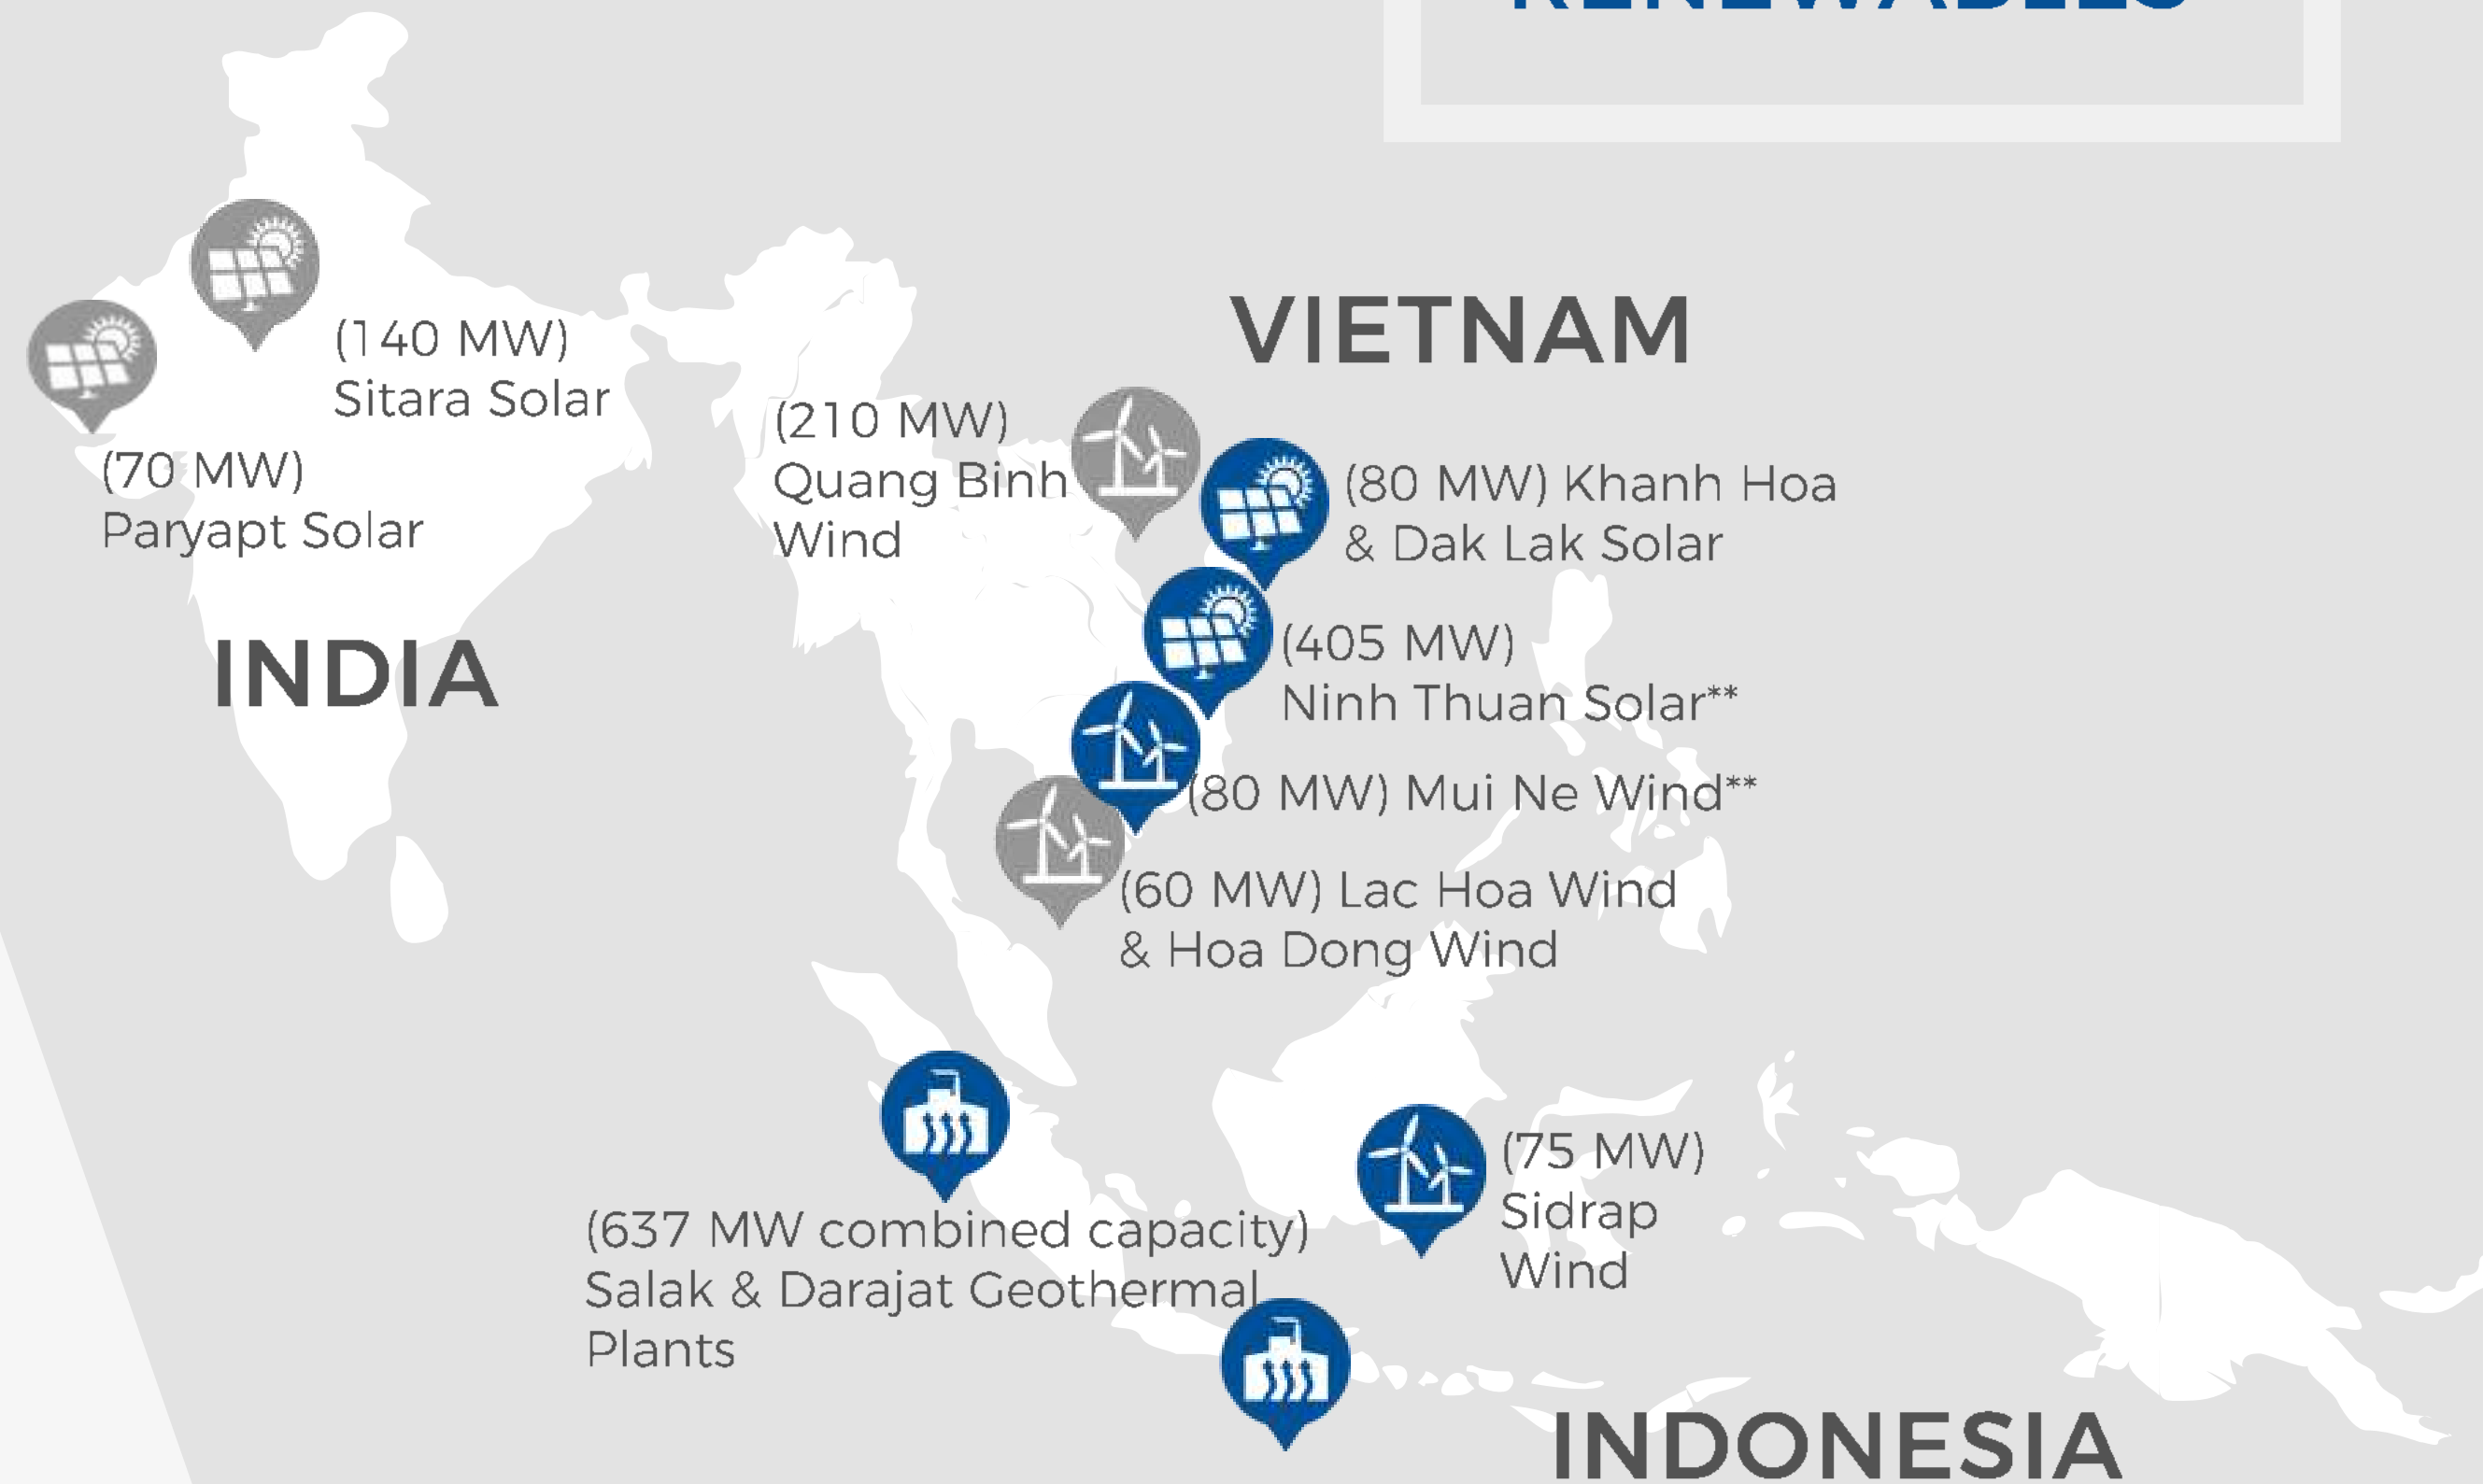 (140 MW)
Sitara Solar
(70 MW)
Paryapt Solar
INDIA
VIETNAM
(210 MW)
Quang Binh
Wind
(80 MW) Khanh Hoa
& Dak Lak Solar
(405 MW)
Ninh Thuan Solar**
(80 MW) Mui Ne Wind**
(60 MW) Lac Hoa Wind
& Hoa Dong Wind
(637 MW combined capacity)
Salak & Darajat Geothermal
Plants
(75 MW)
Sidrap
Wind
INDONESIA